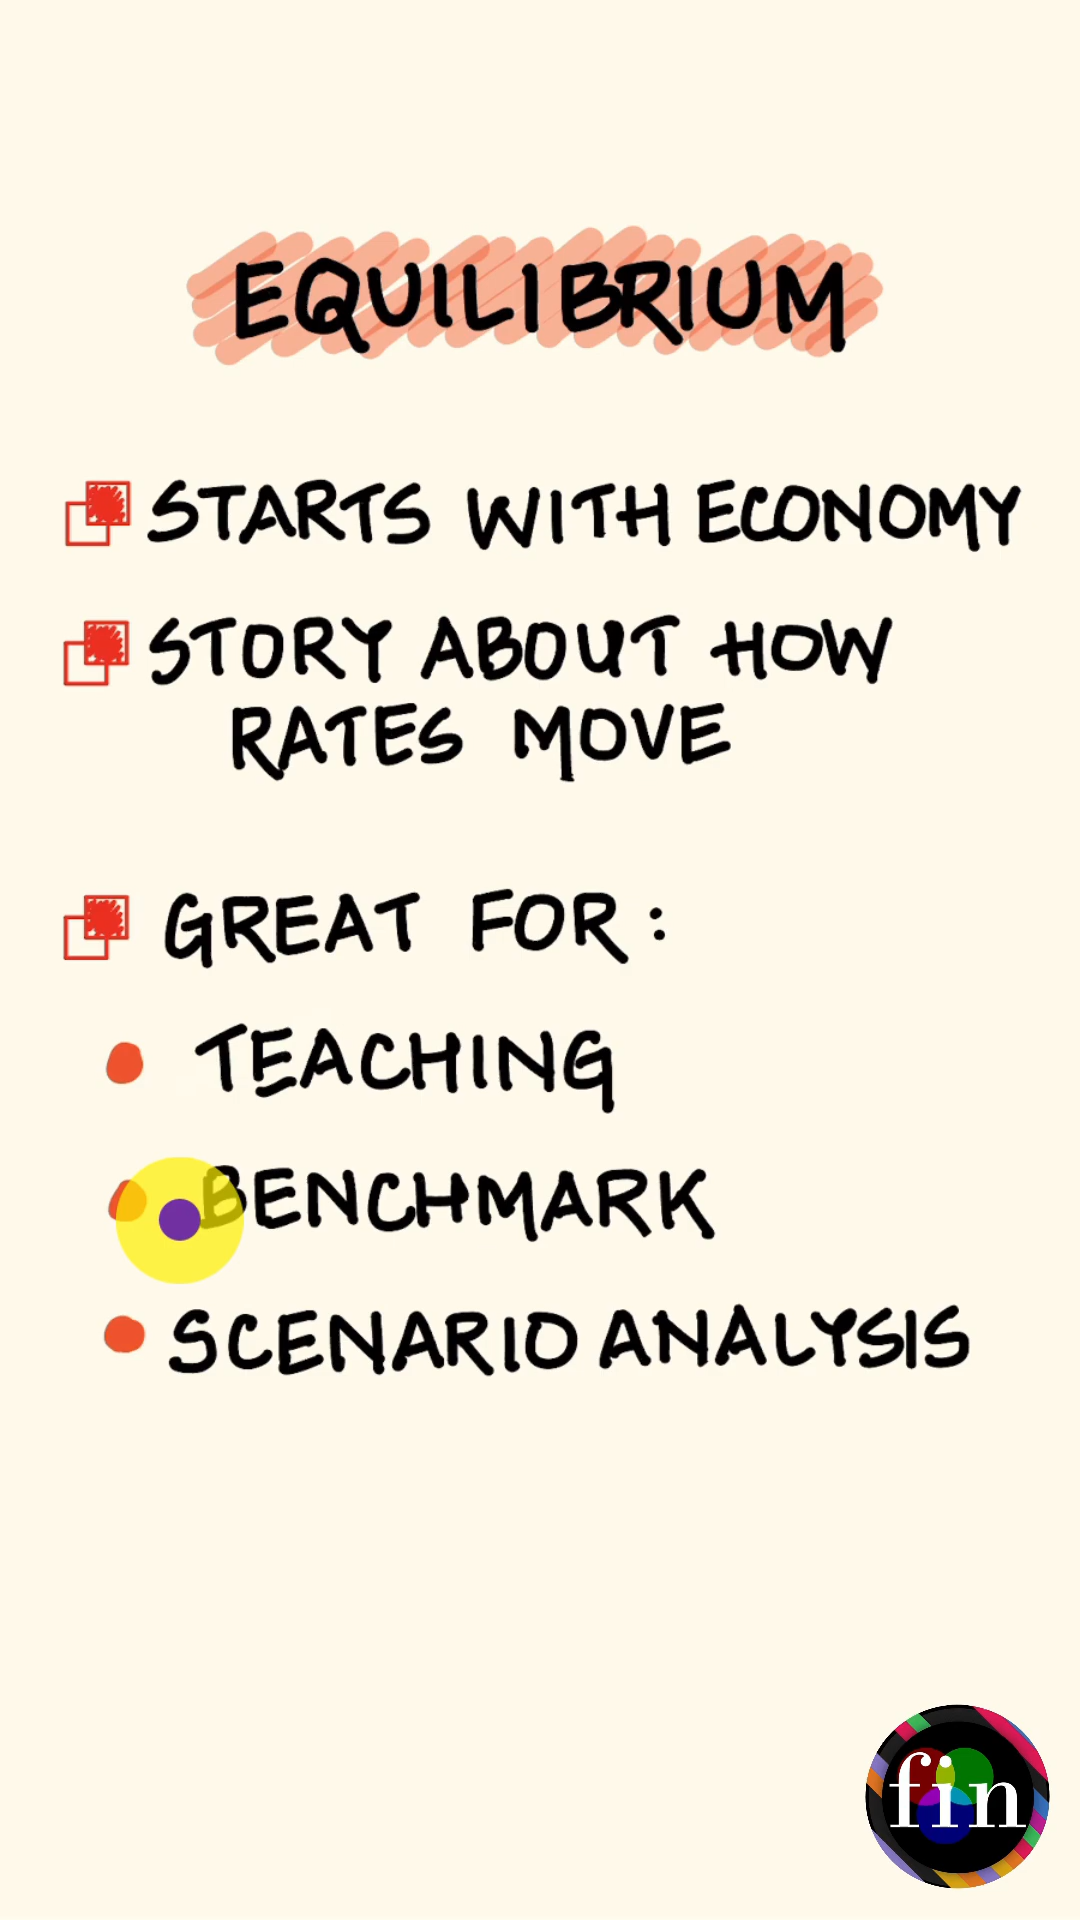 EQUILIBRIUM
STARTS WITH ECONOMY
STORY ABOUT HOW
RATES MOVE
GREAT FOR:
TEACHING
BENCHMARK
SCENARIO ANALYSIS
fin